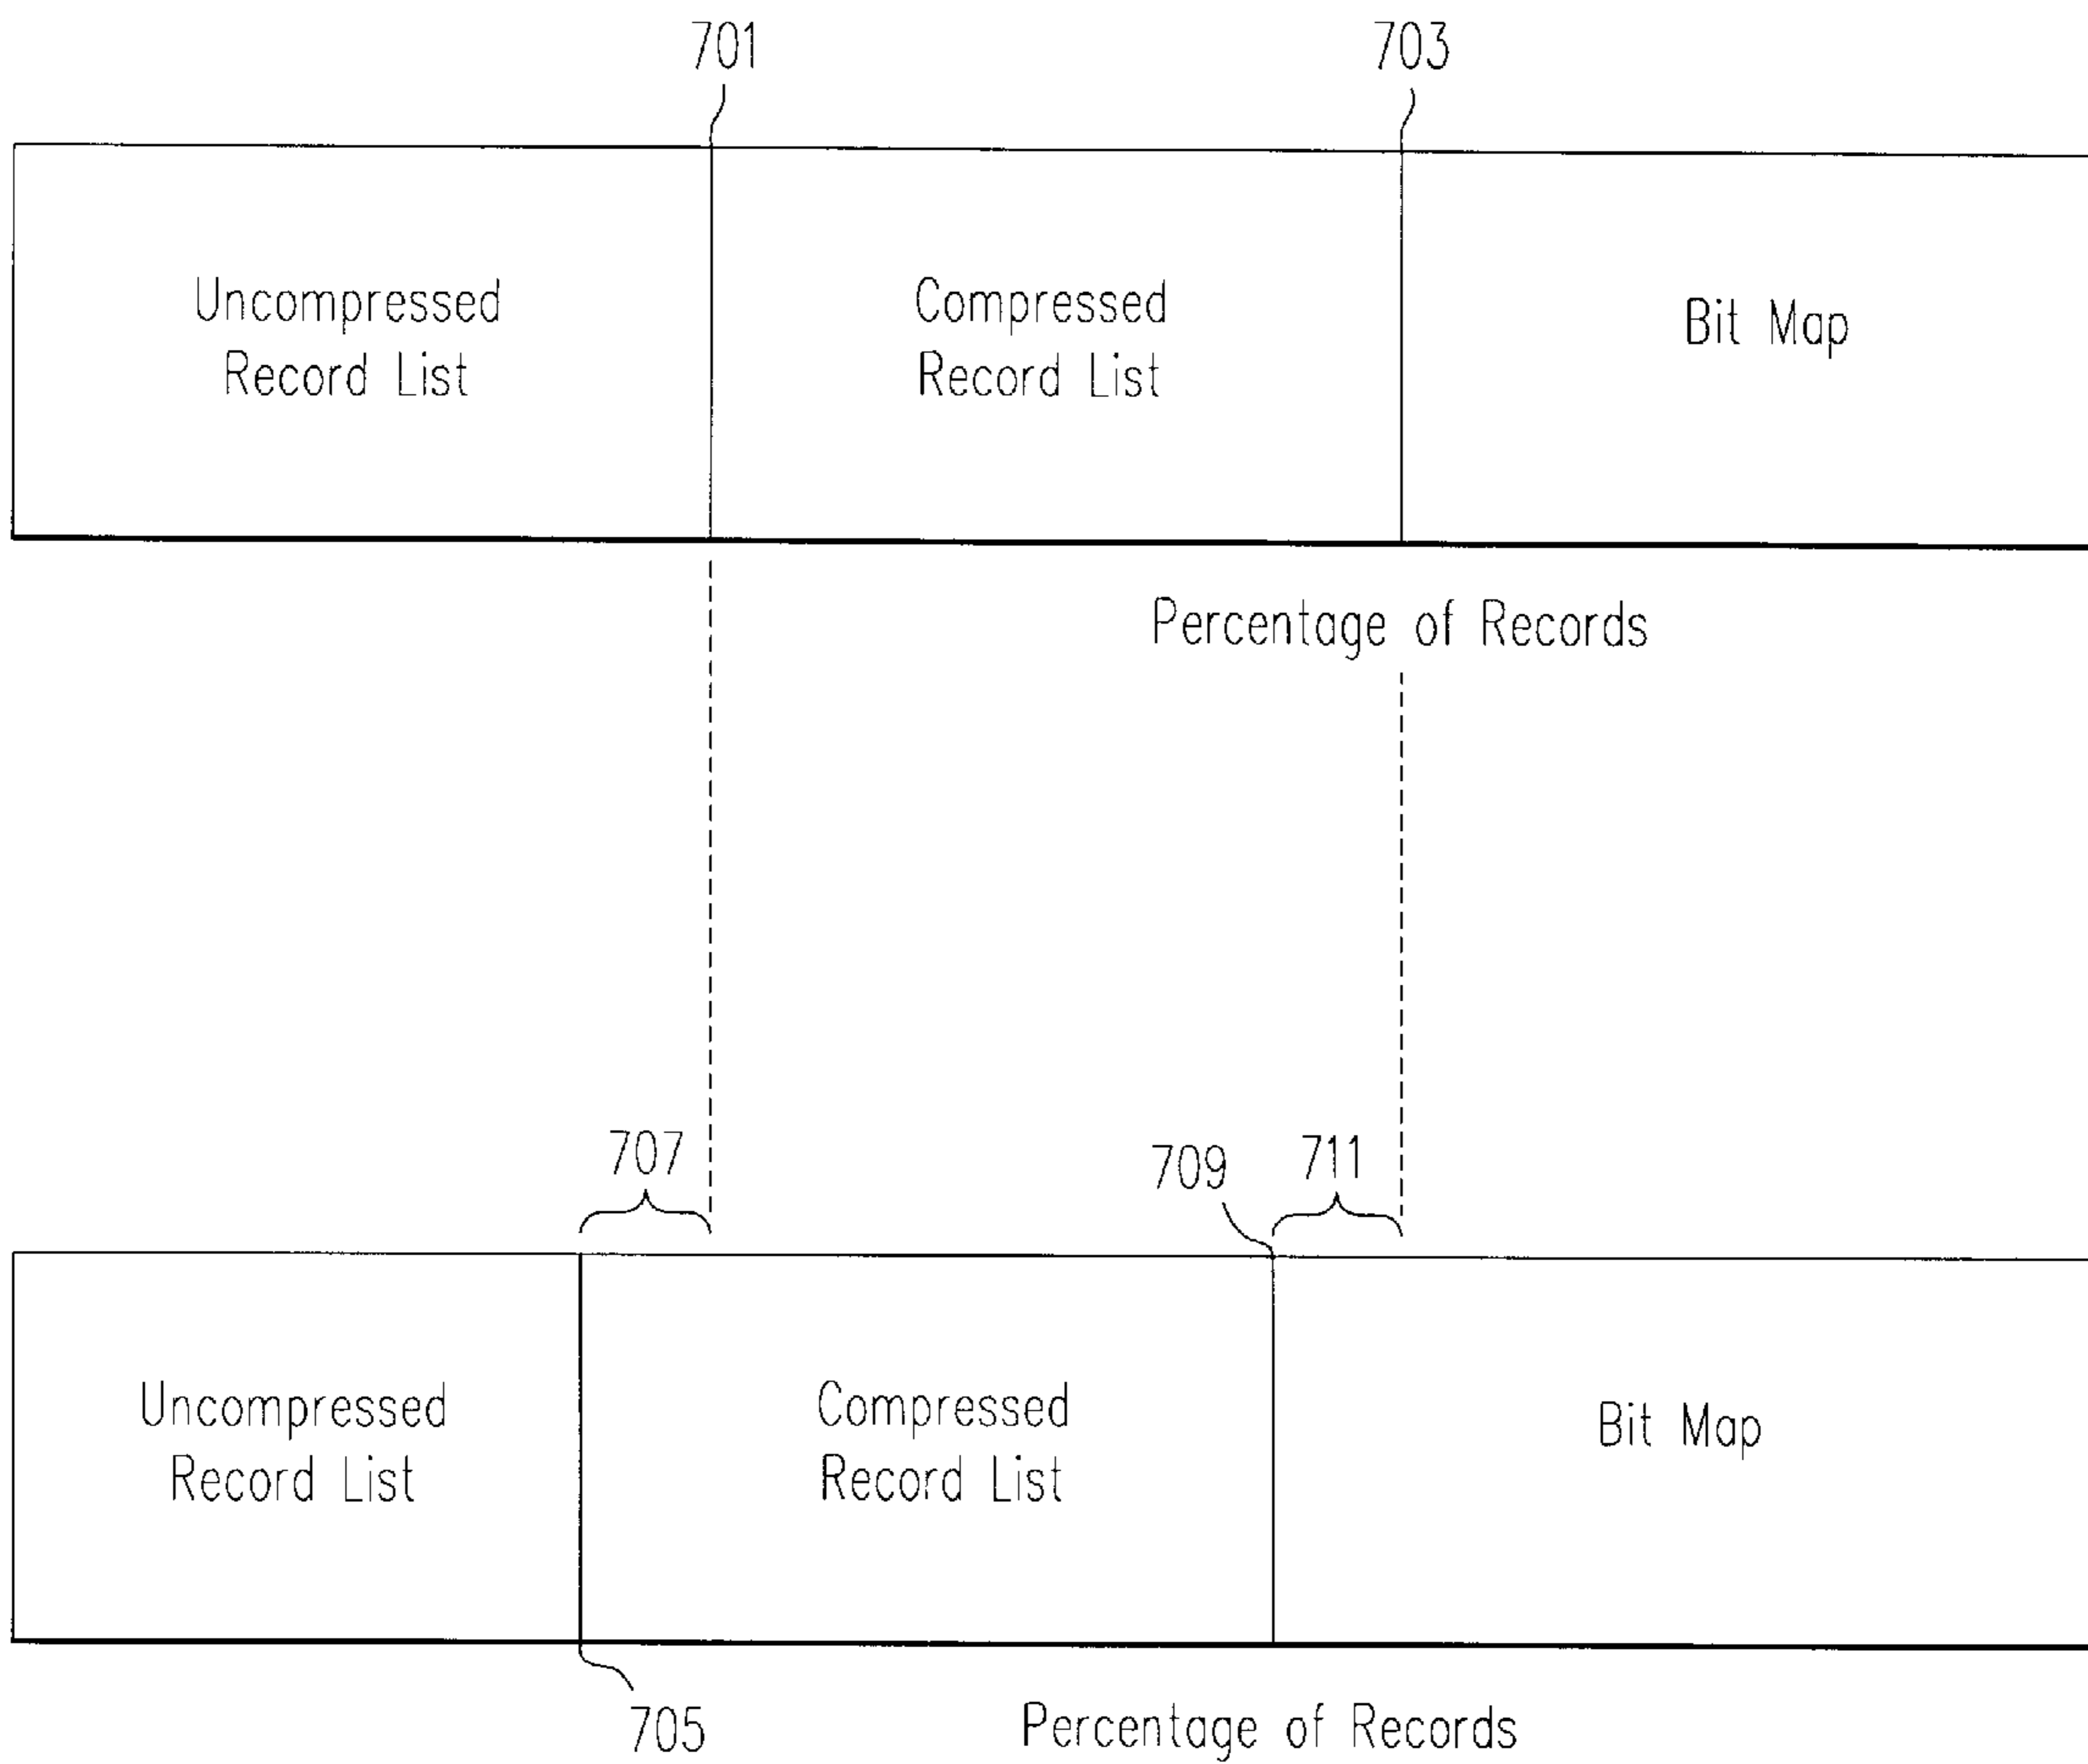 701
703
Uncompressed
Record List
Compressed
Record List
Bit Map
Percentage of Records
707
709
711
Uncompressed
Record List
Compressed
Record List
Bit Map
705
Percentage of Records